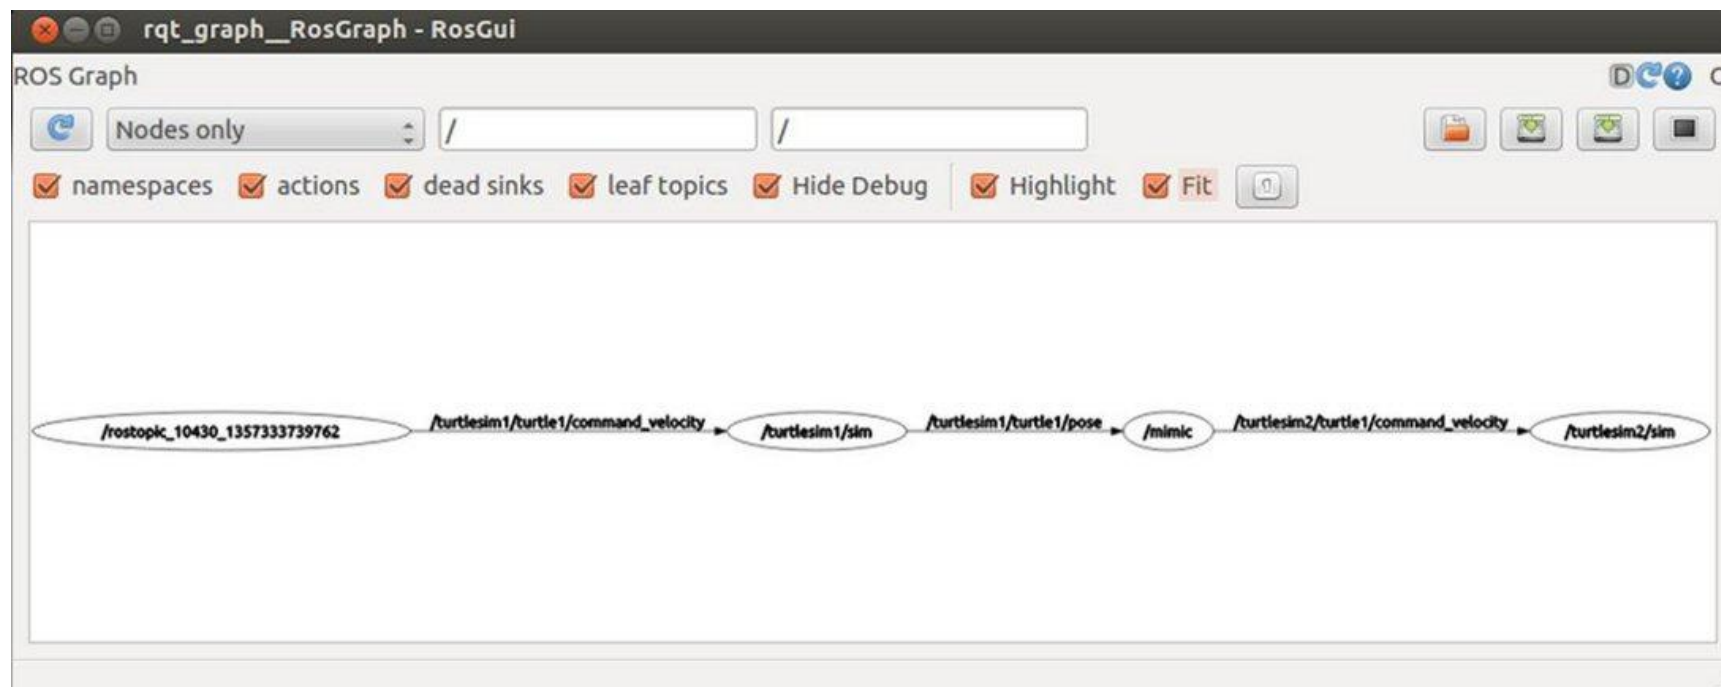 rqt_graph__RosGraph - RosGui
ROS Graph
D
Nodes only
/
/
namespaces actions dead sinks leaf topics Hide Debug Highlight Fit
/rostopic_10430_1357333739762 /turtlesim1/turtle1/command_velocity /turtlesim1/sim /turtlesim1/turtle1/pose /mimic /turtlesim2/turtle1/command_velocity /turtlesim2/sim